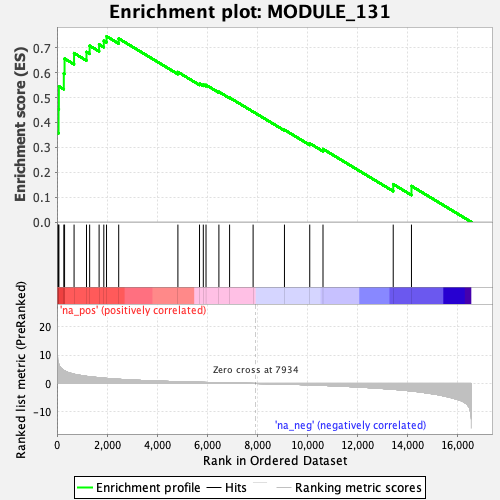 Enrichment plot: MODULE_131
Enrichment score (ES)
0.7
0.6
0.5
0.4
0.3
0.2
0.1
0.0
'na_pos' (positively correlated)
Ranked list metric (PreRanked)
20
10
0
-10
Zero cross at 7934
'na_neg' (negatively correlated)
0
2,000
4,000
6,000
8,000
10,000
12,000
14,000
16,000
Rank in Ordered Dataset
Enrichment profile
Hits
Ranking metric scores